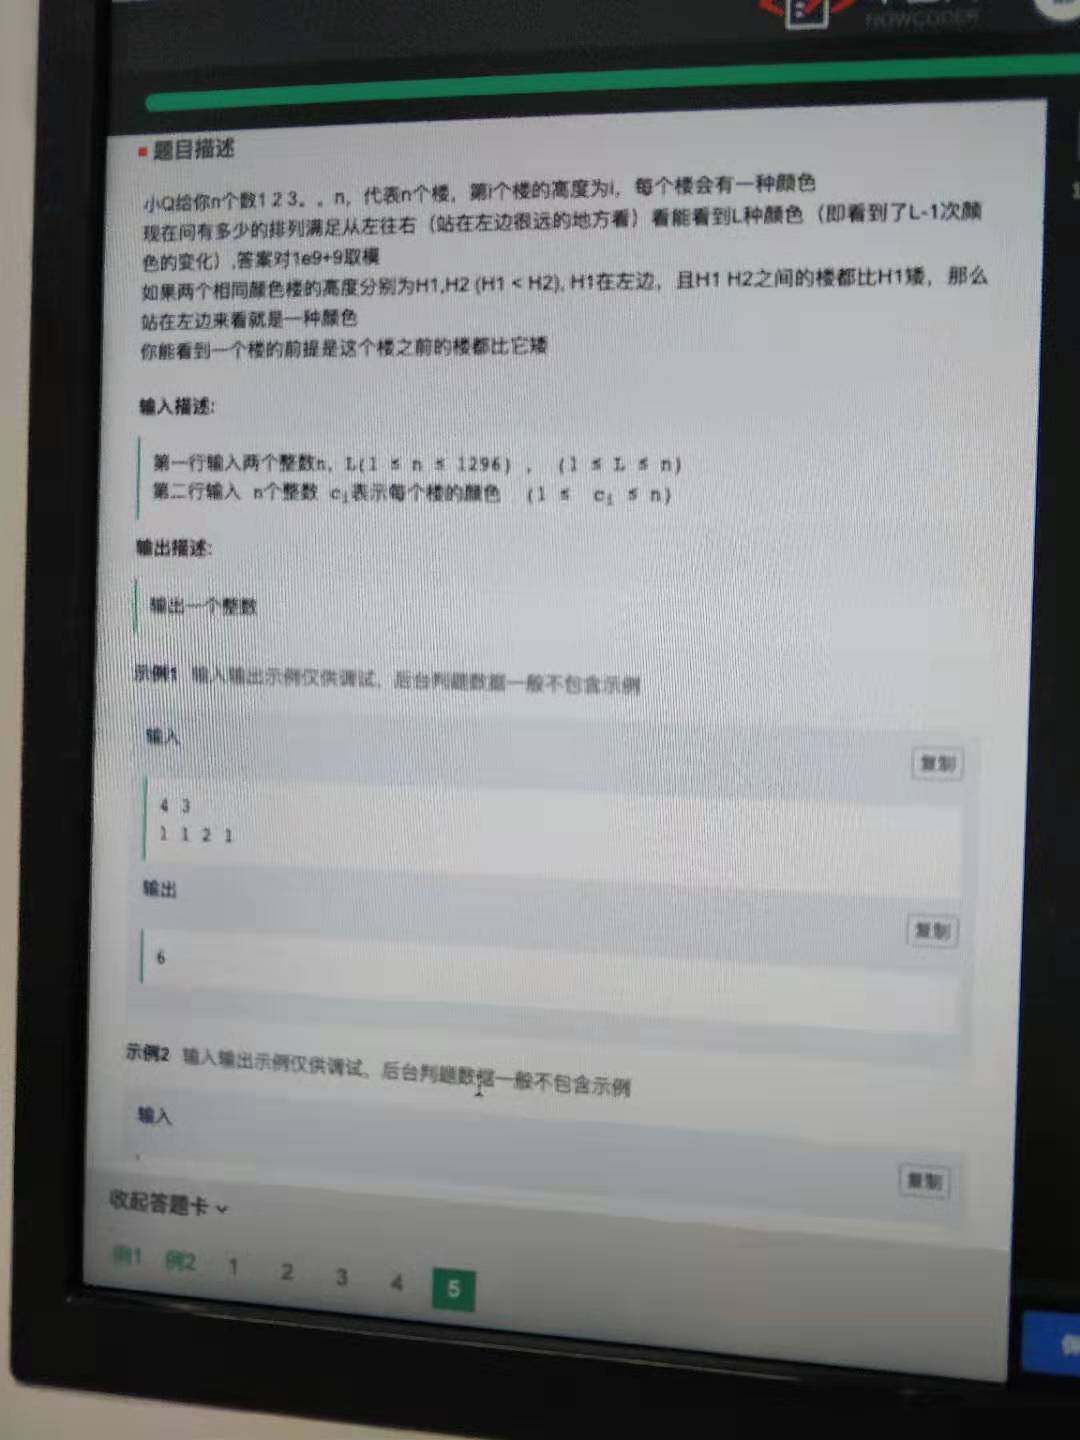 NOWCODER
题目描述
小Q给你n个数1 2 3。。n，代表n个楼，第i个楼的高度为i，每个楼会有一种颜色
现在问有多少的排列满足从左往右（站在左边很远的地方看）看能看到L种颜色（即看到了L-1次颜
色的变化）,答案对1e9+9取模
如果两个相同颜色楼的高度分别为H1,H2 (H1 < H2), H1在左边，且H1 H2之间的楼都比H1矮，那么
站在左边来看就是一种颜色
你能看到一个楼的前提是这个楼之前的楼都比它矮
输入描述:
第一行输入两个整数n, L(1 ≤ n ≤ 1296) , (1 ≤ L ≤ n)
第二行输入 n个整数 ci表示每个楼的颜色 (1 ≤ ci ≤ n)
输出描述:
输出一个整数
示例1 输入输出示例仅供调试，后台判题数据一般不包含示例
输入
复制
4 3
1 1 2 1
输出
复制
6
示例2 输入输出示例仅供调试，后台判题数据一般不包含示例
输入
复制
收起答题卡
例1 例2 1 2 3 4 5